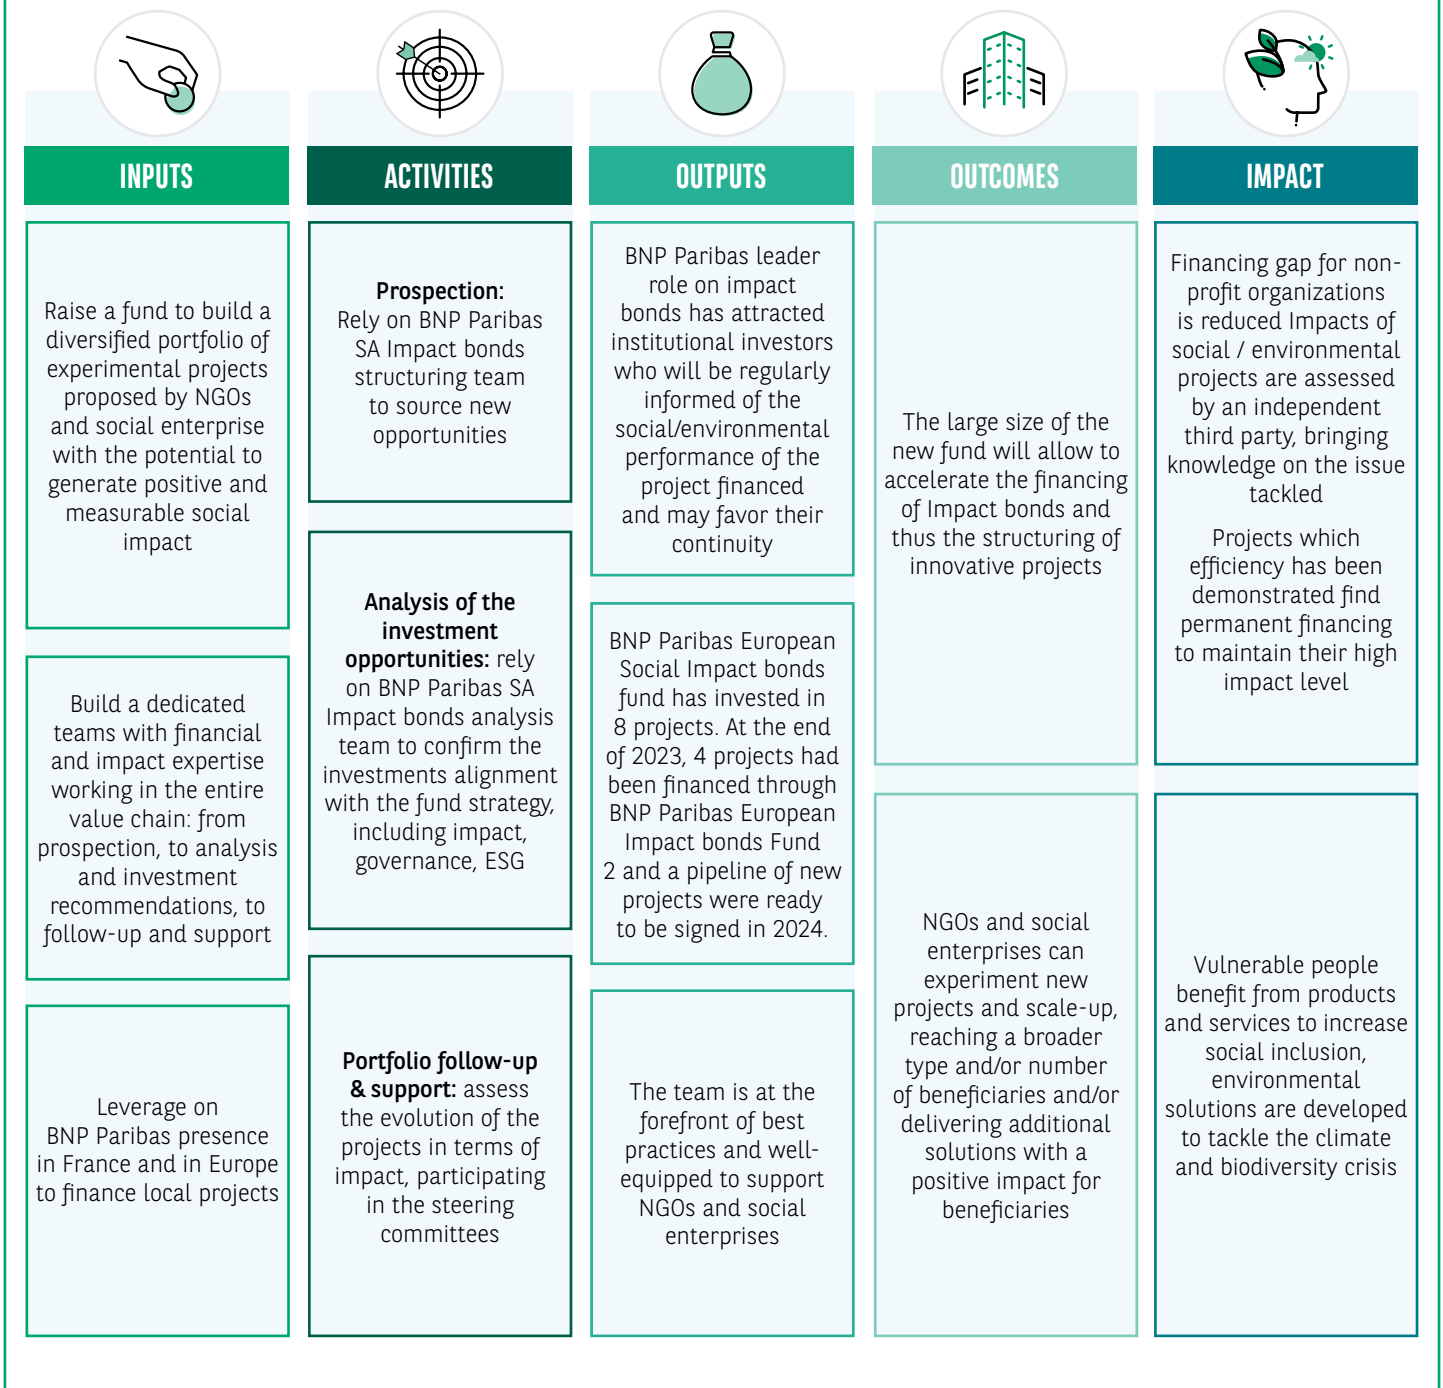 INPUTS
Raise a fund to build a
diversified portfolio of
experimental projects
proposed by NGOs
and social enterprise
with the potential to
generate positive and
measurable social
impact
Build a dedicated
teams with financial
and impact expertise
working in the entire
value chain: from
prospection, to analysis
and investment
recommendations, to
follow-up and support
Leverage on
BNP Paribas presence
in France and in Europe
to finance local projects
ACTIVITIES
Prospection:
Rely on BNP Paribas
SA Impact bonds
structuring team
to source new
opportunities
Analysis of the
investment
opportunities: rely
on BNP Paribas SA
Impact bonds analysis
team to confirm the
investments alignment
with the fund strategy,
including impact,
governance, ESG
Portfolio follow-up
& support: assess
the evolution of the
projects in terms of
impact, participating
in the steering
committees
OUTPUTS
BNP Paribas leader
role on impact
bonds has attracted
institutional investors
who will be regularly
informed of the
social/environmental
performance of the
project financed
and may favor their
continuity
BNP Paribas European
Social Impact bonds
fund has invested in
8 projects. At the end
of 2023, 4 projects had
been financed through
BNP Paribas European
Impact bonds Fund
2 and a pipeline of new
projects were ready
to be signed in 2024.
The team is at the
forefront of best
practices and well-
equipped to support
NGOs and social
enterprises
OUTCOMES
The large size of the
new fund will allow to
accelerate the financing
of Impact bonds and
thus the structuring of
innovative projects
NGOs and social
enterprises can
experiment new
projects and scale-up,
reaching a broader
type and/or number
of beneficiaries and/or
delivering additional
solutions with a
positive impact for
beneficiaries
IMPACT
Financing gap for non-
profit organizations
is reduced Impacts of
social / environmental
projects are assessed
by an independent
third party, bringing
knowledge on the issue
tackled
Projects which
efficiency has been
demonstrated find
permanent financing
to maintain their high
impact level
Vulnerable people
benefit from products
and services to increase
social inclusion,
environmental
solutions are developed
to tackle the climate
and biodiversity crisis